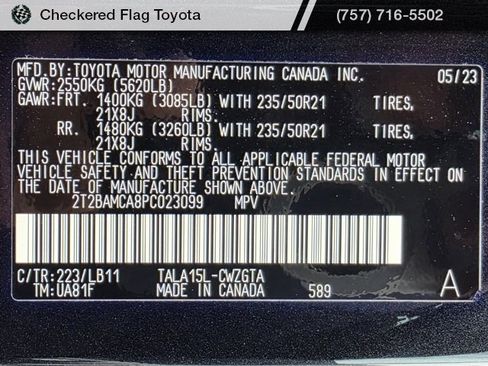 Checkered Flag Toyota (757) 716-5502
MFD.BY:TOYOTA MOTOR MANUFACTURING CANADA INC. 05/23
GVWR:2550KG (5620LB)
GAWR:FRT. 1400KG (3085LB) WITH 235/50R21 TIRES,
21X8J RIMS.
RR. 1480KG (3260LB) WITH 235/50R21 TIRES,
21X8J RIMS.
THIS VEHICLE CONFORMS TO ALL APPLICABLE FEDERAL MOTOR
VEHICLE SAFETY AND THEFT PREVENTION STANDARDS IN EFFECT ON
THE DATE OF MANUFACTURE SHOWN ABOVE.
2T2BAMCA8PC023099 MPV
C/TR:223/LB11 TALA15L-CWZGTA A
TM:UA81F MADE IN CANADA 589